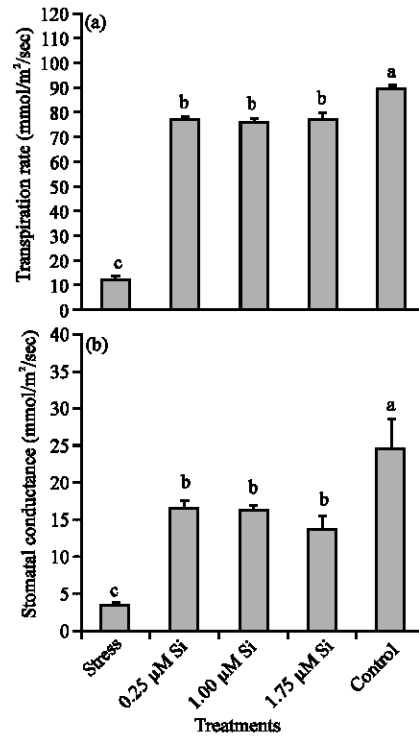 (a)
Transpiration rate (mmol/m²/sec)
120
110
100
90
80
70
60
50
40
30
20
10
0
c
b
b
b
a
(b)
Stomatal conductance (mmol/m²/sec)
40
35
30
25
20
15
10
5
0
c
b
b
b
a
Stress
0.25 µM Si
1.00 µM Si
1.75 µM Si
Control
Treatments